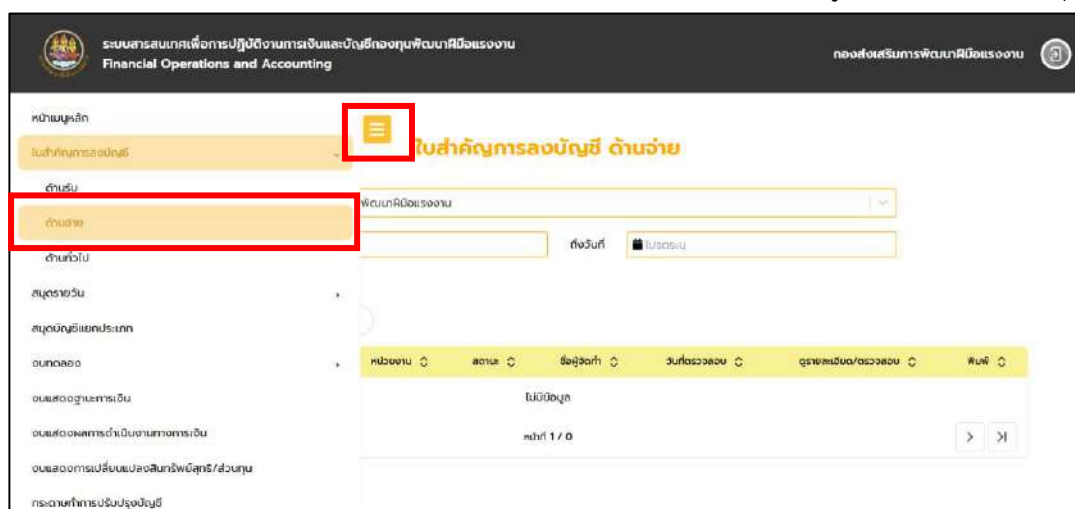 ระบบสารสนเทศเพื่อการปฏิบัติงานการเงินและบัญชีกองทุนพัฒนาฝีมือแรงงาน
Financial Operations and Accounting
กองส่งเสริมการพัฒนาฝีมือแรงงาน
หน้าเมนูหลัก
ใบสำคัญการลงบัญชี
ใบสำคัญการลงบัญชี ด้านจ่าย
ด้านรับ
พัฒนาฝีมือแรงงาน
ด้านจ่าย
ถึงวันที่ โปรดระบุ
ด้านทั่วไป
สมุดรายวัน
สมุดบัญชีแยกประเภท
งบทดลอง
หน่วยงาน สถานะ ชื่อผู้จัดทำ วันที่ตรวจสอบ ดูรายละเอียด/ตรวจสอบ พิมพ์
งบแสดงฐานะการเงิน
ไม่มีข้อมูล
งบแสดงผลการดำเนินงานทางการเงิน
หน้าที่ 1 / 0
งบแสดงการเปลี่ยนแปลงสินทรัพย์สุทธิ/ส่วนทุน
กระดาษทำการปรับปรุงบัญชี